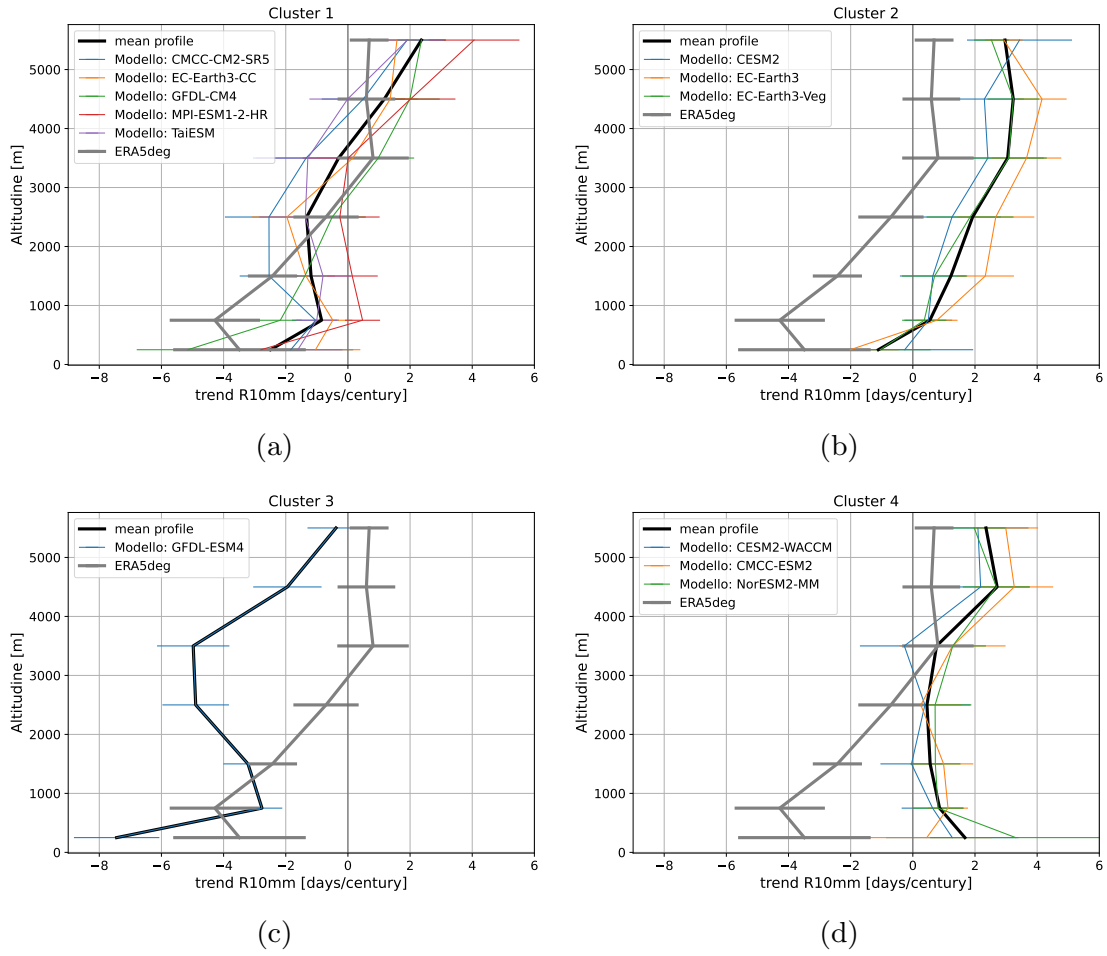 Cluster 1
mean profile
Modello: CMCC-CM2-SR5
Modello: EC-Earth3-CC
Modello: GFDL-CM4
Modello: MPI-ESM1-2-HR
Modello: TaiESM
ERA5deg
Altitudine [m]
5000
4000
3000
2000
1000
0
−8 −6 −4 −2 0 2 4 6
trend R10mm [days/century]
(a)
Cluster 2
mean profile
Modello: CESM2
Modello: EC-Earth3
Modello: EC-Earth3-Veg
ERA5deg
Altitudine [m]
5000
4000
3000
2000
1000
0
−8 −6 −4 −2 0 2 4 6
trend R10mm [days/century]
(b)
Cluster 3
mean profile
Modello: GFDL-ESM4
ERA5deg
Altitudine [m]
5000
4000
3000
2000
1000
0
−8 −6 −4 −2 0 2 4 6
trend R10mm [days/century]
(c)
Cluster 4
mean profile
Modello: CESM2-WACCM
Modello: CMCC-ESM2
Modello: NorESM2-MM
ERA5deg
Altitudine [m]
5000
4000
3000
2000
1000
0
−8 −6 −4 −2 0 2 4 6
trend R10mm [days/century]
(d)